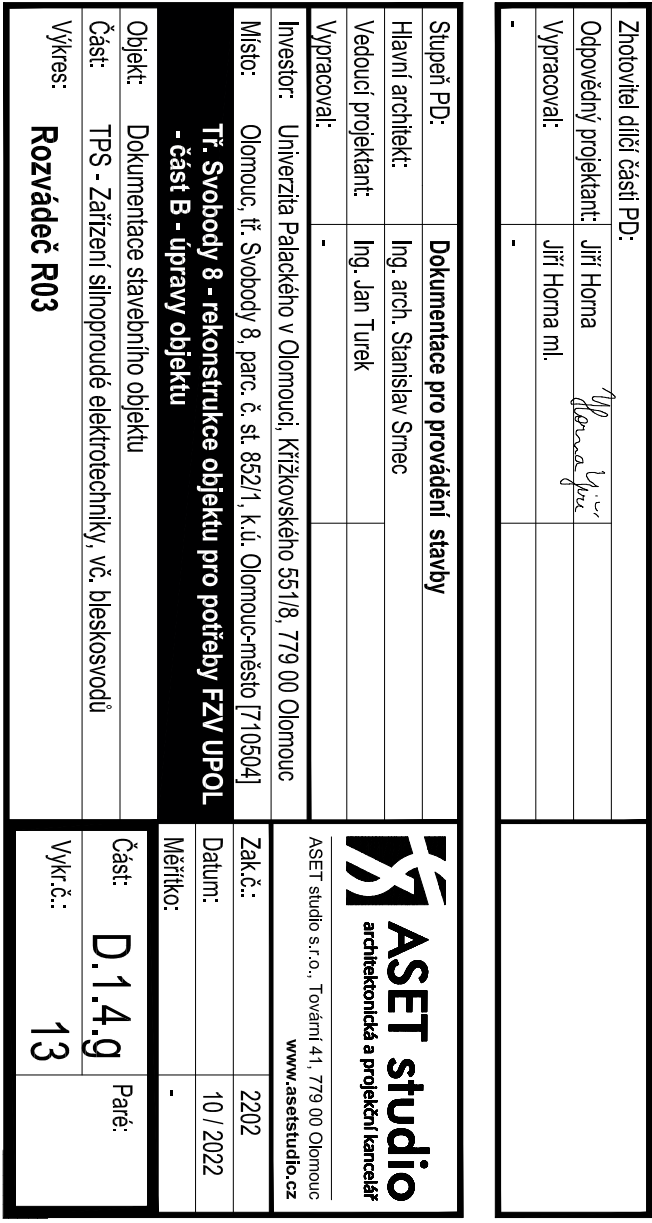 Zhotovitel dílčí části PD:
Odpovědný projektant: Jiří Horna
Horna Jiří
Vypracoval: Jiří Horna ml.
- -
Stupeň PD: Dokumentace pro provádění stavby
Hlavní architekt: Ing. arch. Stanislav Srnec
Vedoucí projektant: Ing. Jan Turek
Vypracoval: -
ASET studio
architektonická a projekční kancelář
ASET studio s.r.o., Tovární 41, 779 00 Olomouc
www.asetstudio.cz
Investor: Univerzita Palackého v Olomouci, Křížkovského 551/8, 779 00 Olomouc
Místo: Olomouc, tř. Svobody 8, parc. č. st. 852/1, k.ú. Olomouc-město [710504]
Zak.č.: 2202
Tř. Svobody 8 - rekonstrukce objektu pro potřeby FZV UPOL
- část B - úpravy objektu
Datum: 10 / 2022
Měřítko: -
Objekt: Dokumentace stavebního objektu
Část: TPS - Zařízení silnoproudé elektrotechniky, vč. bleskosvodů
Výkres: Rozvaděč R03
Část: D.1.4.g
Paré:
Vykr.č.: 13